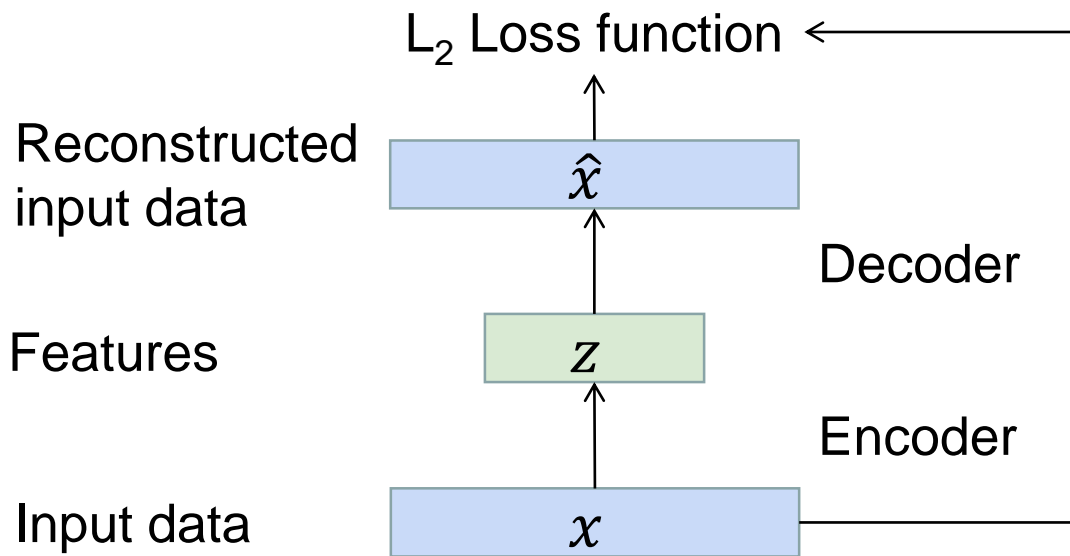 L₂ Loss function
Reconstructed
input data
x̂
Decoder
Features
z
Encoder
Input data
x